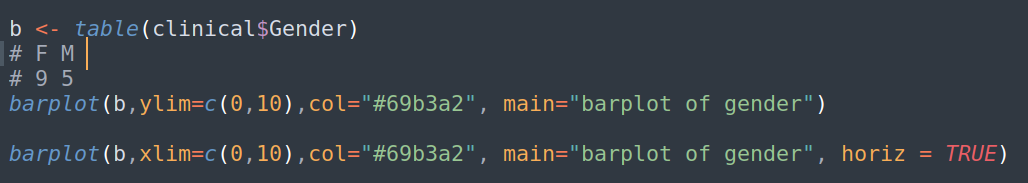 b <- table(clinical$Gender)
# F M
# 9 5
barplot(b,ylim=c(0,10),col="#69b3a2", main="barplot of gender")
barplot(b,xlim=c(0,10),col="#69b3a2", main="barplot of gender", horiz = TRUE)